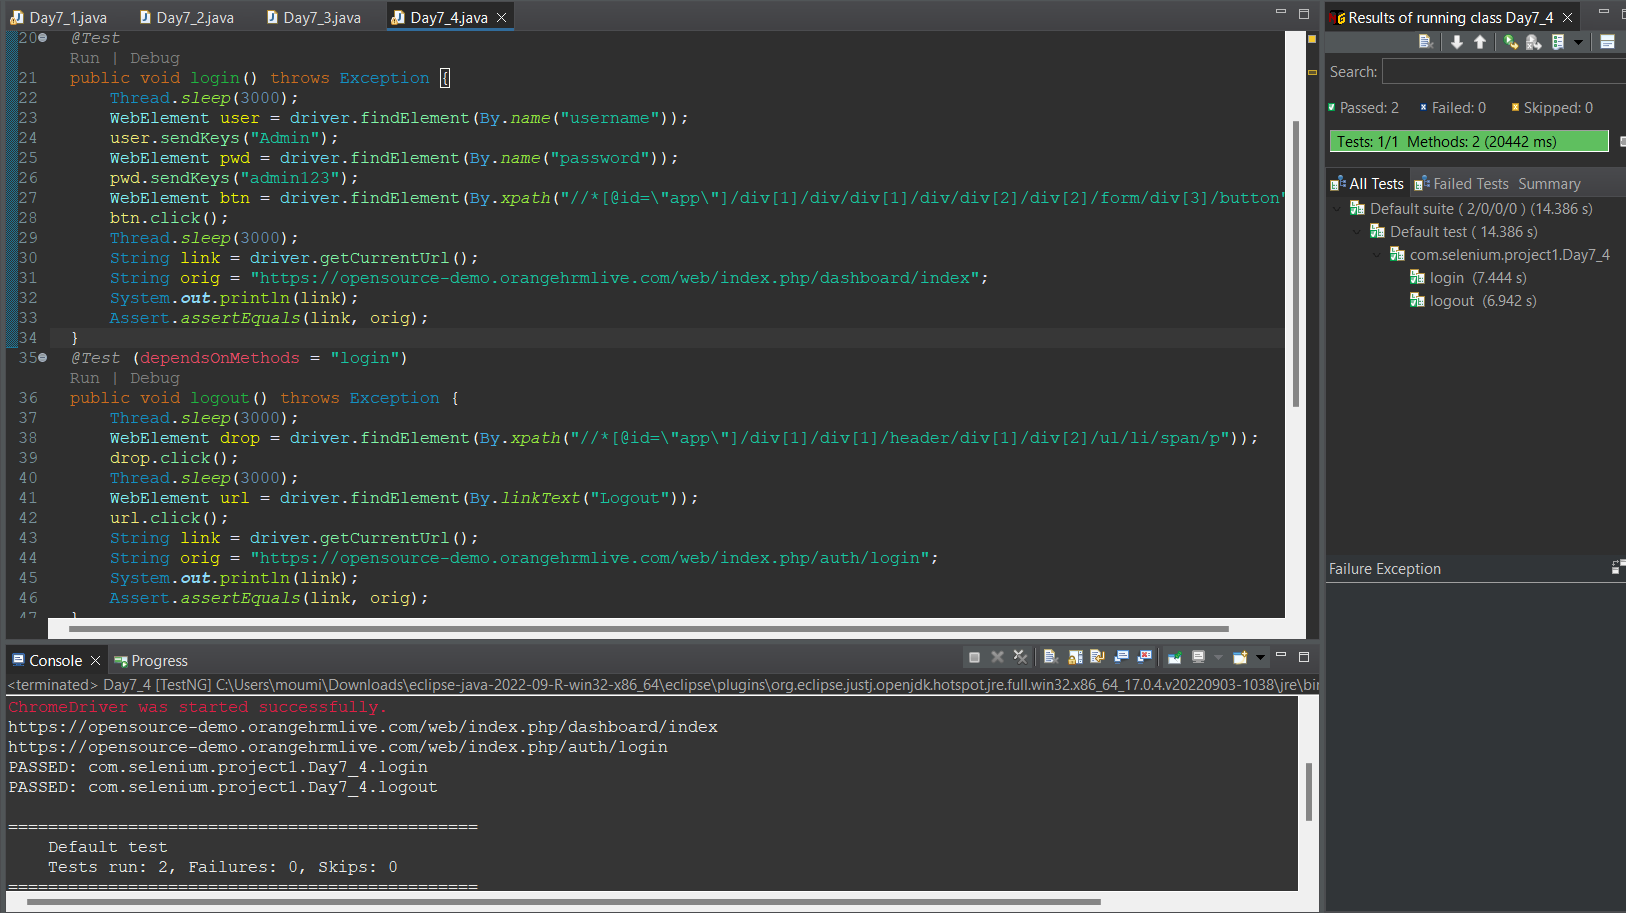 Day7_1.java Day7_2.java Day7_3.java Day7_4.java
20 @Test
Run | Debug
21 public void login() throws Exception {
22 Thread.sleep(3000);
23 WebElement user = driver.findElement(By.name("username"));
24 user.sendKeys("Admin");
25 WebElement pwd = driver.findElement(By.name("password"));
26 pwd.sendKeys("admin123");
27 WebElement btn = driver.findElement(By.xpath("//*[@id=\"app\"]/div[1]/div/div[1]/div/div[2]/div[2]/form/div[3]/button"
28 btn.click();
29 Thread.sleep(3000);
30 String link = driver.getCurrentUrl();
31 String orig = "https://opensource-demo.orangehrmlive.com/web/index.php/dashboard/index";
32 System.out.println(link);
33 Assert.assertEquals(link, orig);
34 }
35 @Test (dependsOnMethods = "login")
Run | Debug
36 public void logout() throws Exception {
37 Thread.sleep(3000);
38 WebElement drop = driver.findElement(By.xpath("//*[@id=\"app\"]/div[1]/div[1]/header/div[1]/div[2]/ul/li/span/p"));
39 drop.click();
40 Thread.sleep(3000);
41 WebElement url = driver.findElement(By.linkText("Logout"));
42 url.click();
43 String link = driver.getCurrentUrl();
44 String orig = "https://opensource-demo.orangehrmlive.com/web/index.php/auth/login";
45 System.out.println(link);
46 Assert.assertEquals(link, orig);
47 }
Console Progress
<terminated> Day7_4 [TestNG] C:\Users\moumi\Downloads\eclipse-java-2022-09-R-win32-x86_64\eclipse\plugins\org.eclipse.justj.openjdk.hotspot.jre.full.win32.x86_64_17.0.4.v20220903-1038\jre\bin
ChromeDriver was started successfully.
https://opensource-demo.orangehrmlive.com/web/index.php/dashboard/index
https://opensource-demo.orangehrmlive.com/web/index.php/auth/login
PASSED: com.selenium.project1.Day7_4.login
PASSED: com.selenium.project1.Day7_4.logout
===============================================
Default test
Tests run: 2, Failures: 0, Skips: 0
===============================================
Results of running class Day7_4
Search:
Passed: 2 Failed: 0 Skipped: 0
Tests: 1/1 Methods: 2 (20442 ms)
All Tests Failed Tests Summary
Default suite ( 2/0/0/0 ) (14.386 s)
Default test ( 14.386 s)
com.selenium.project1.Day7_4
login (7.444 s)
logout (6.942 s)
Failure Exception